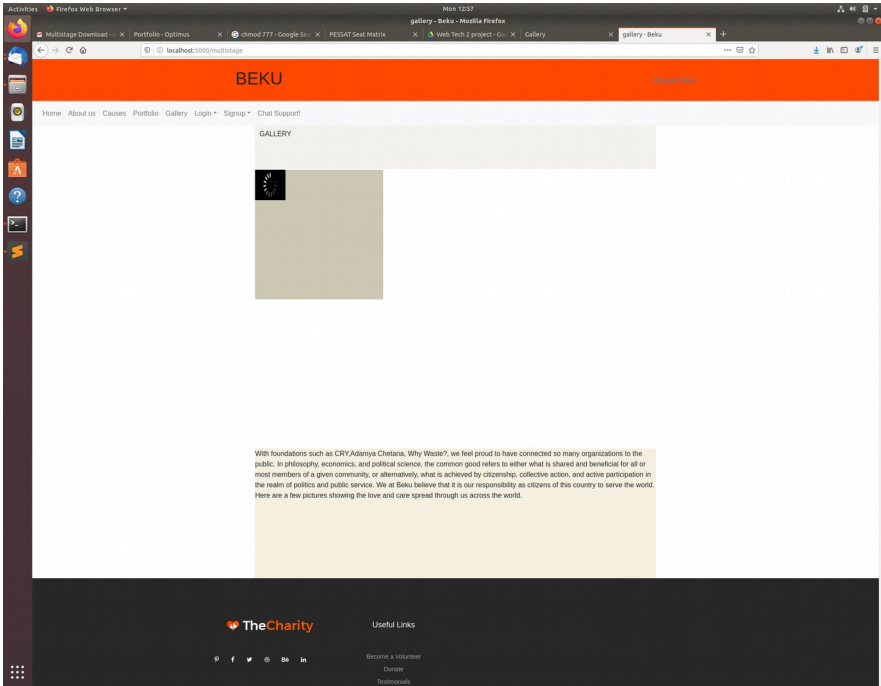 Activities Firefox Web Browser Mon 12:57
gallery - Beku - Mozilla Firefox
Multistage Download - Portfolio - Optimus chmod 777 - Google Sea PESSAT Seat Matrix Web Tech 2 project - Go Gallery gallery - Beku
localhost:5000/multistage
BEKU
Home About us Causes Portfolio Gallery Login Signup Chat Support!
GALLERY
With foundations such as CRY,Adamya Chetana, Why Waste?, we feel proud to have connected so many organizations to the
public. In philosophy, economics, and political science, the common good refers to either what is shared and beneficial for all or
most members of a given community, or alternatively, what is achieved by citizenship, collective action, and active participation in
the realm of politics and public service. We at Beku believe that it is our responsibility as citizens of this country to serve the world.
Here are a few pictures showing the love and care spread through us across the world.
TheCharity
Useful Links
Bē in
Become a Volunteer
Donate
Testimonials